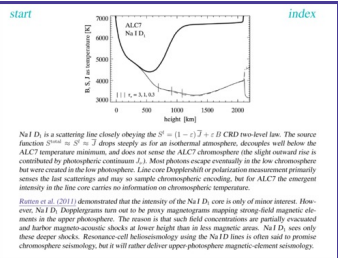 start
index
7000
6000
5000
4000
3000
B, S, J as temperature [K]
ALC7
Na I D₁
| | | τν = 3, 1, 0.3
0 500 1000 1500 2000
height [km]
Na I D₁ is a scattering line closely obeying the Sˡ = (1 − ε) J̅ + ε B CRD two-level law. The source
function Sᵗᵒᵗᵃˡ ≈ Sˡ ≈ J̅ drops steeply as for an isothermal atmosphere, decouples well below the
ALC7 temperature minimum, and does not sense the ALC7 chromosphere (the slight outward rise is
contributed by photospheric continuum Jc). Most photons escape eventually in the low chromosphere
but were created in the low photosphere. Line core Dopplershift or polarization measurement primarily
senses the last scatterings and may so sample chromospheric encoding, but for ALC7 the emergent
intensity in the line core carries no information on chromospheric temperature.
Rutten et al. (2011) demonstrated that the intensity of the Na I D₁ core is only of minor interest. How-
ever, Na I D₁ Dopplergrams turn out to be proxy magnetograms mapping strong-field magnetic ele-
ments in the upper photosphere. The reason is that such field concentrations are partially evacuated
and harbor magneto-acoustic shocks at lower height than in less magnetic areas. Na I D₁ sees only
these deeper shocks. Resonance-cell helioseismology using the Na I D lines is often said to promise
chromosphere seismology, but it will rather deliver upper-photosphere magnetic-element seismology.